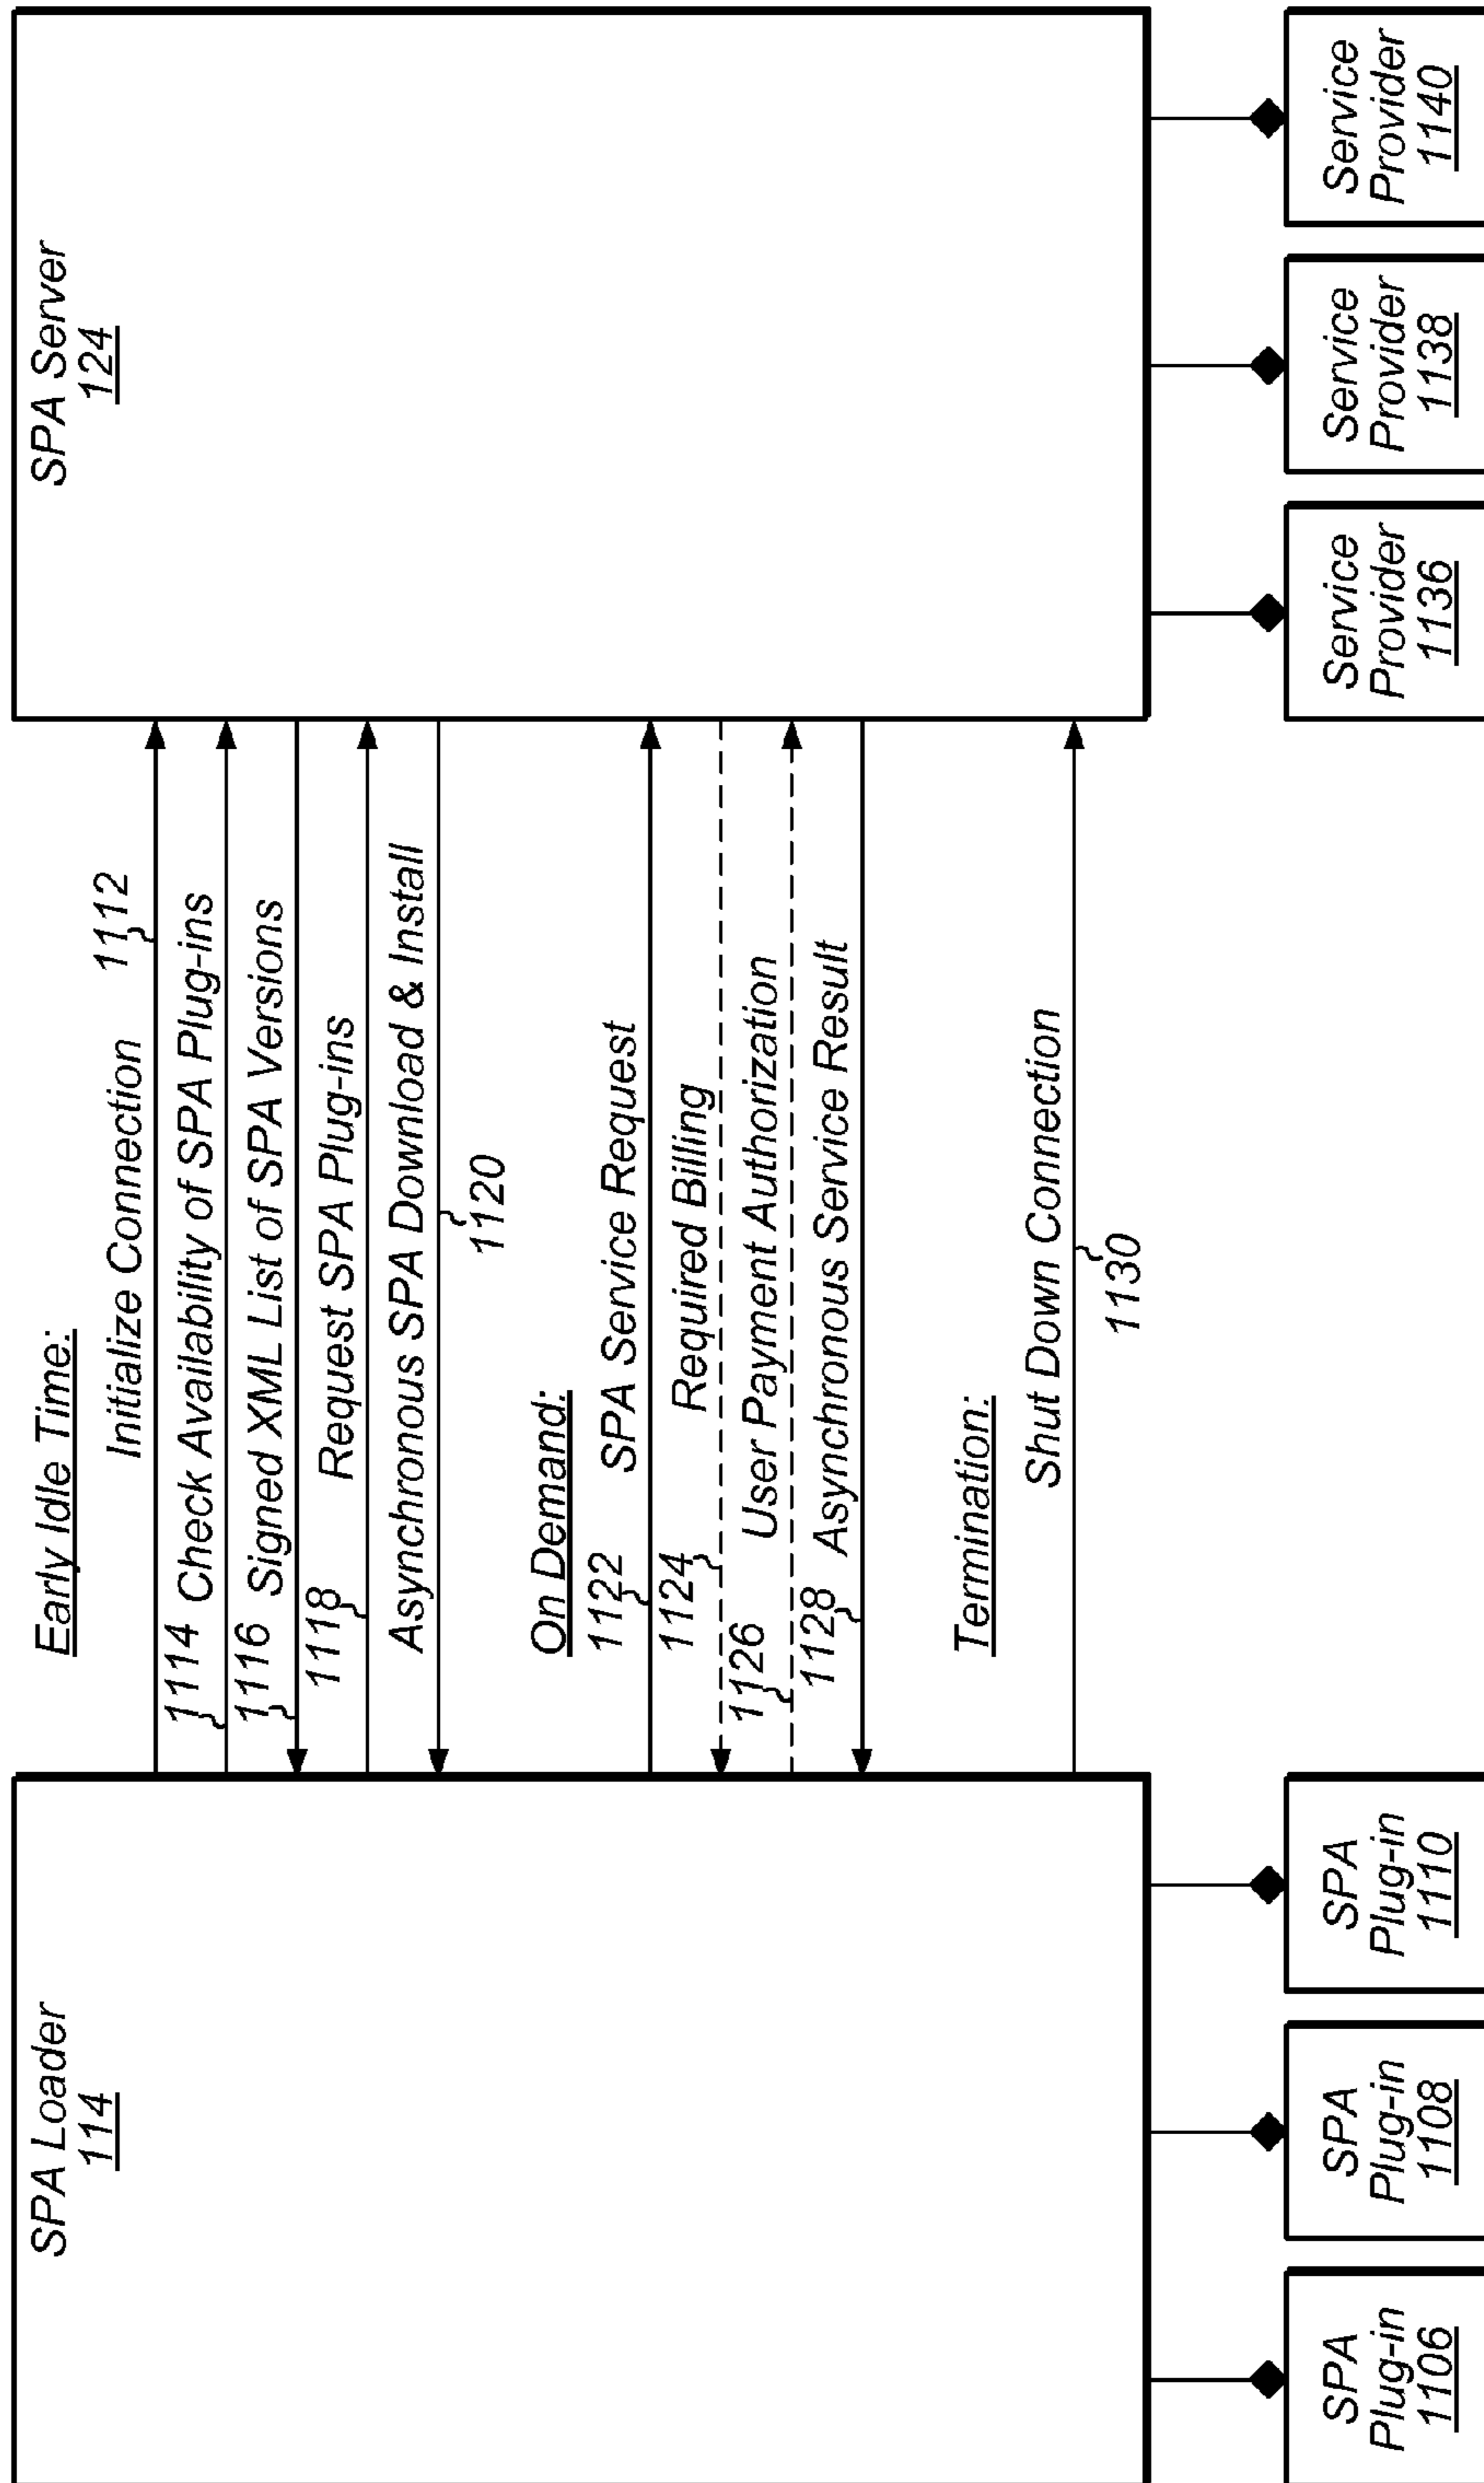 SPA Loader
114
Early Idle Time:
Initialize Connection
1112
1114
Check Availability of SPA Plug-ins
1116
Signed XML List of SPA Versions
1118
Request SPA Plug-ins
Asynchronous SPA Download & Install
1120
On Demand:
1122
SPA Service Request
1124
Required Billing
1126
User Payment Authorization
1128
Asynchronous Service Result
Termination:
Shut Down Connection
1130
SPA Server
124
SPA
Plug-in
1106
SPA
Plug-in
1108
SPA
Plug-in
1110
Service
Provider
1136
Service
Provider
1138
Service
Provider
1140